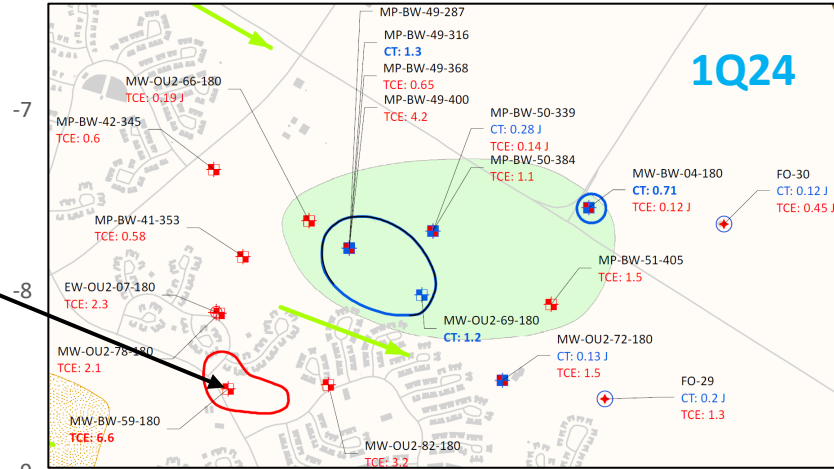 MP-BW-49-287
MP-BW-49-316
CT: 1.3
MP-BW-49-368
TCE: 0.65
MP-BW-49-400
TCE: 4.2
1Q24
MW-OU2-66-180
TCE: 0.19 J
-7
MP-BW-42-345
TCE: 0.6
MP-BW-50-339
CT: 0.28 J
TCE: 0.14 J
MP-BW-50-384
TCE: 1.1
MW-BW-04-180
CT: 0.71
TCE: 0.12 J
FO-30
CT: 0.12 J
TCE: 0.45 J
MP-BW-41-353
TCE: 0.58
MP-BW-51-405
TCE: 1.5
-8
EW-OU2-07-180
TCE: 2.3
MW-OU2-69-180
CT: 1.2
MW-OU2-72-180
CT: 0.13 J
TCE: 1.5
MW-OU2-78-180
TCE: 2.1
FO-29
CT: 0.2 J
TCE: 1.3
MW-BW-59-180
TCE: 6.6
MW-OU2-82-180
TCE: 3.2